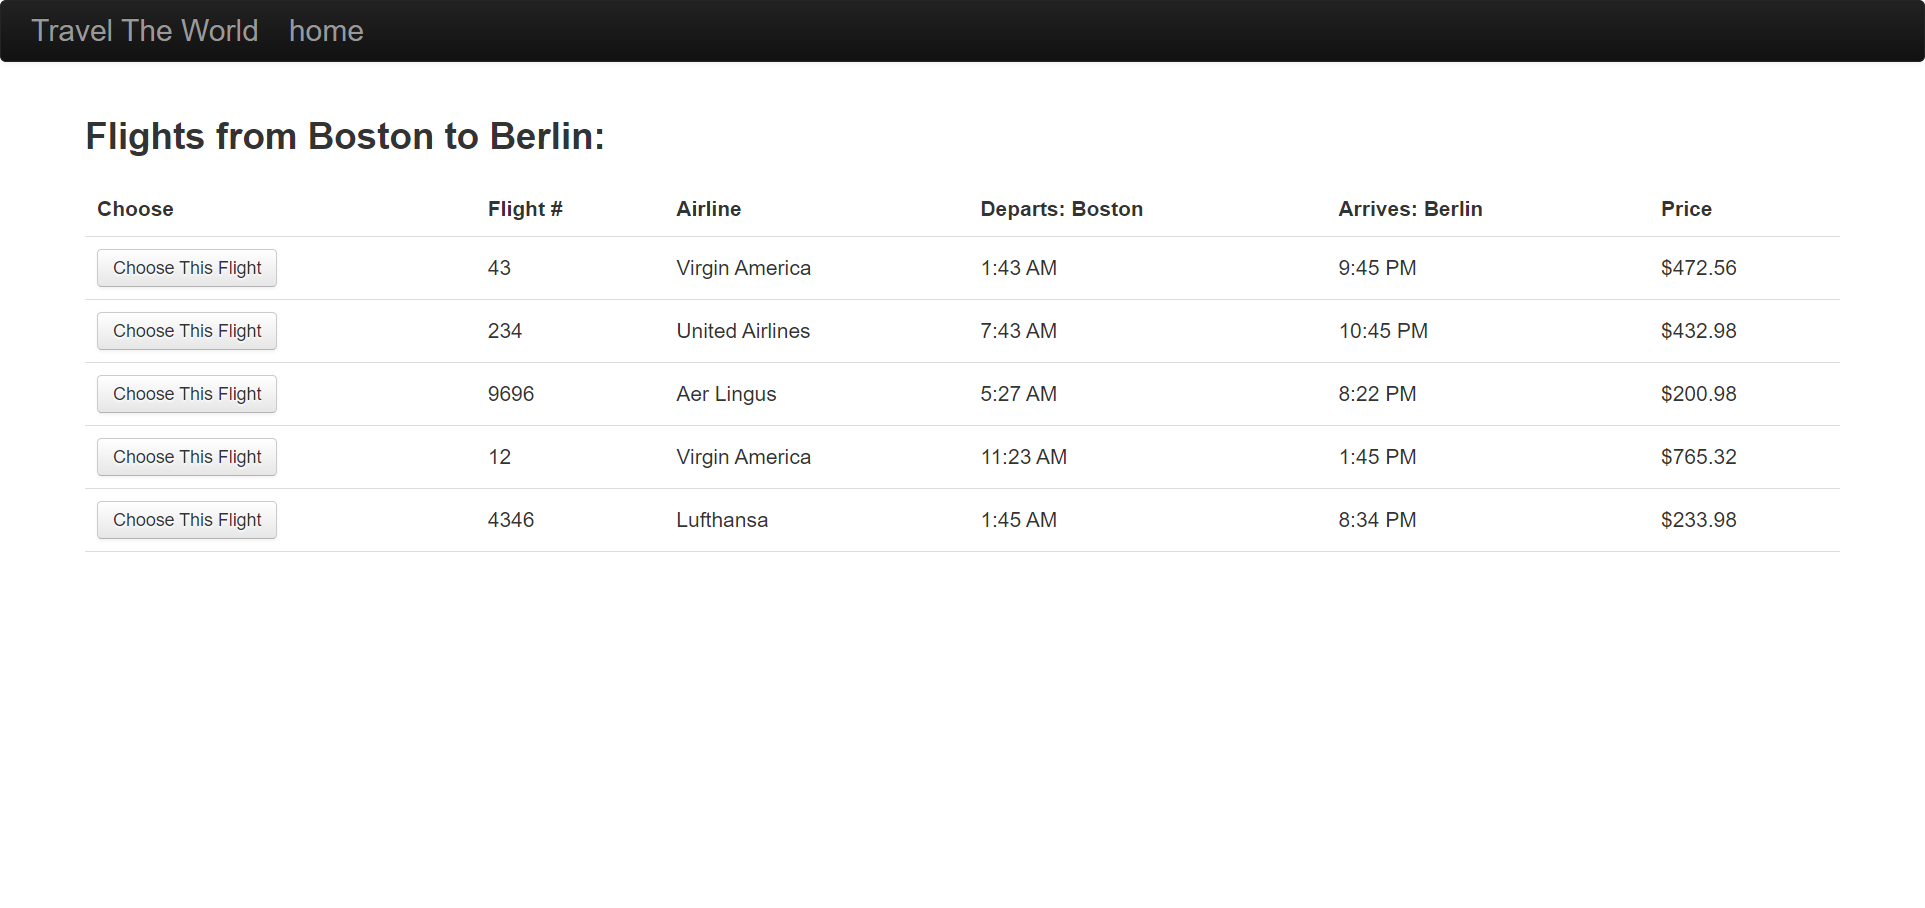 Travel The World home
Flights from Boston to Berlin:
Choose Flight # Airline Departs: Boston Arrives: Berlin Price
Choose This Flight 43 Virgin America 1:43 AM 9:45 PM $472.56
Choose This Flight 234 United Airlines 7:43 AM 10:45 PM $432.98
Choose This Flight 9696 Aer Lingus 5:27 AM 8:22 PM $200.98
Choose This Flight 12 Virgin America 11:23 AM 1:45 PM $765.32
Choose This Flight 4346 Lufthansa 1:45 AM 8:34 PM $233.98